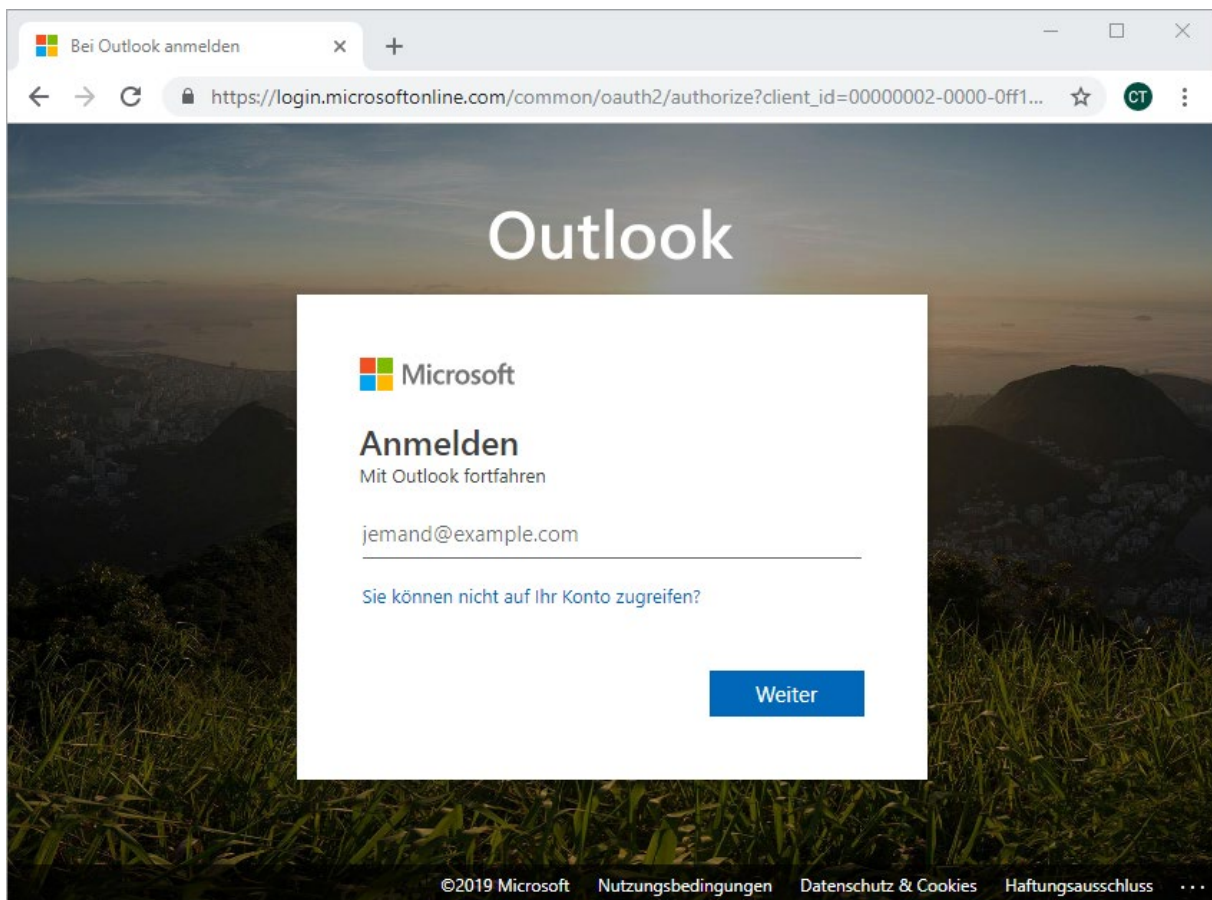 Bei Outlook anmelden
https://login.microsoftonline.com/common/oauth2/authorize?client_id=00000002-0000-0ff1...
CT
Outlook
Microsoft
Anmelden
Mit Outlook fortfahren
jemand@example.com
Sie können nicht auf Ihr Konto zugreifen?
Weiter
©2019 Microsoft Nutzungsbedingungen Datenschutz & Cookies Haftungsausschluss ...